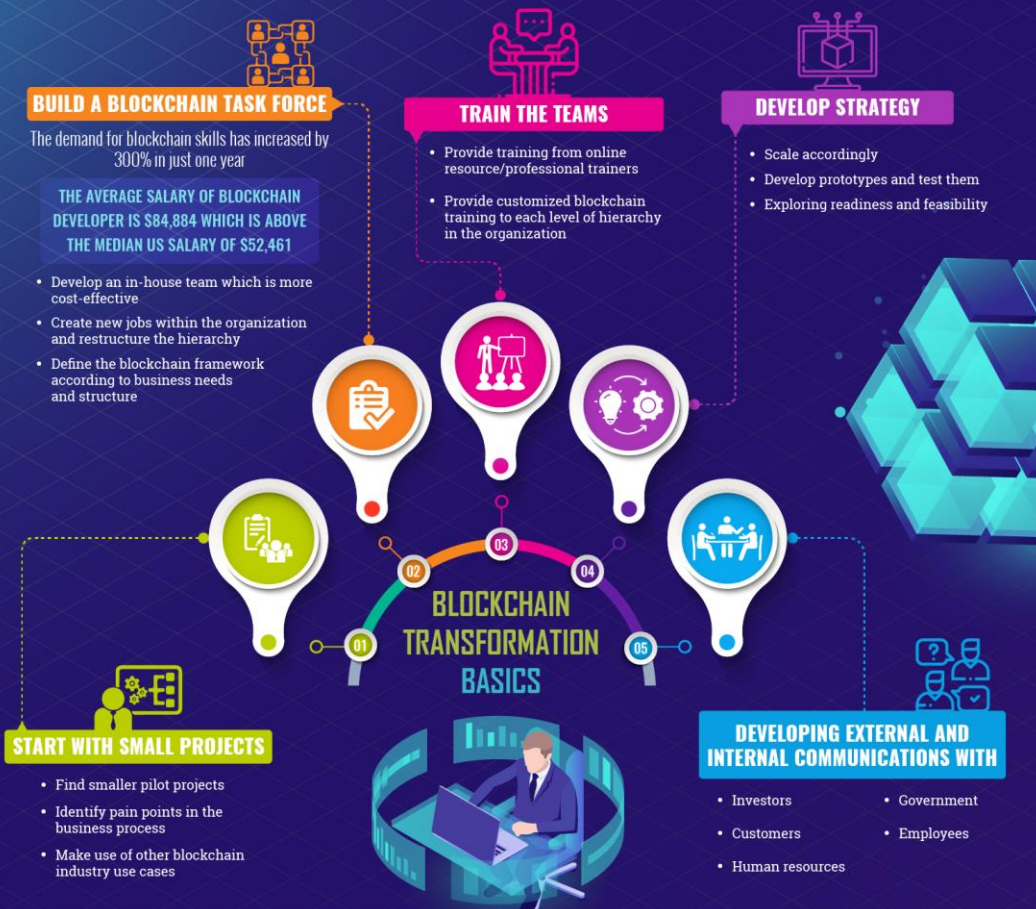 BUILD A BLOCKCHAIN TASK FORCE
The demand for blockchain skills has increased by
300% in just one year
THE AVERAGE SALARY OF BLOCKCHAIN
DEVELOPER IS $84,884 WHICH IS ABOVE
THE MEDIAN US SALARY OF $52,461
• Develop an in-house team which is more
cost-effective
• Create new jobs within the organization
and restructure the hierarchy
• Define the blockchain framework
according to business needs
and structure
TRAIN THE TEAMS
• Provide training from online
resource/professional trainers
• Provide customized blockchain
training to each level of hierarchy
in the organization
DEVELOP STRATEGY
• Scale accordingly
• Develop prototypes and test them
• Exploring readiness and feasibility
01
02
03
04
05
BLOCKCHAIN
TRANSFORMATION
BASICS
START WITH SMALL PROJECTS
• Find smaller pilot projects
• Identify pain points in the
business process
• Make use of other blockchain
industry use cases
DEVELOPING EXTERNAL AND
INTERNAL COMMUNICATIONS WITH
• Investors
• Customers
• Human resources
• Government
• Employees